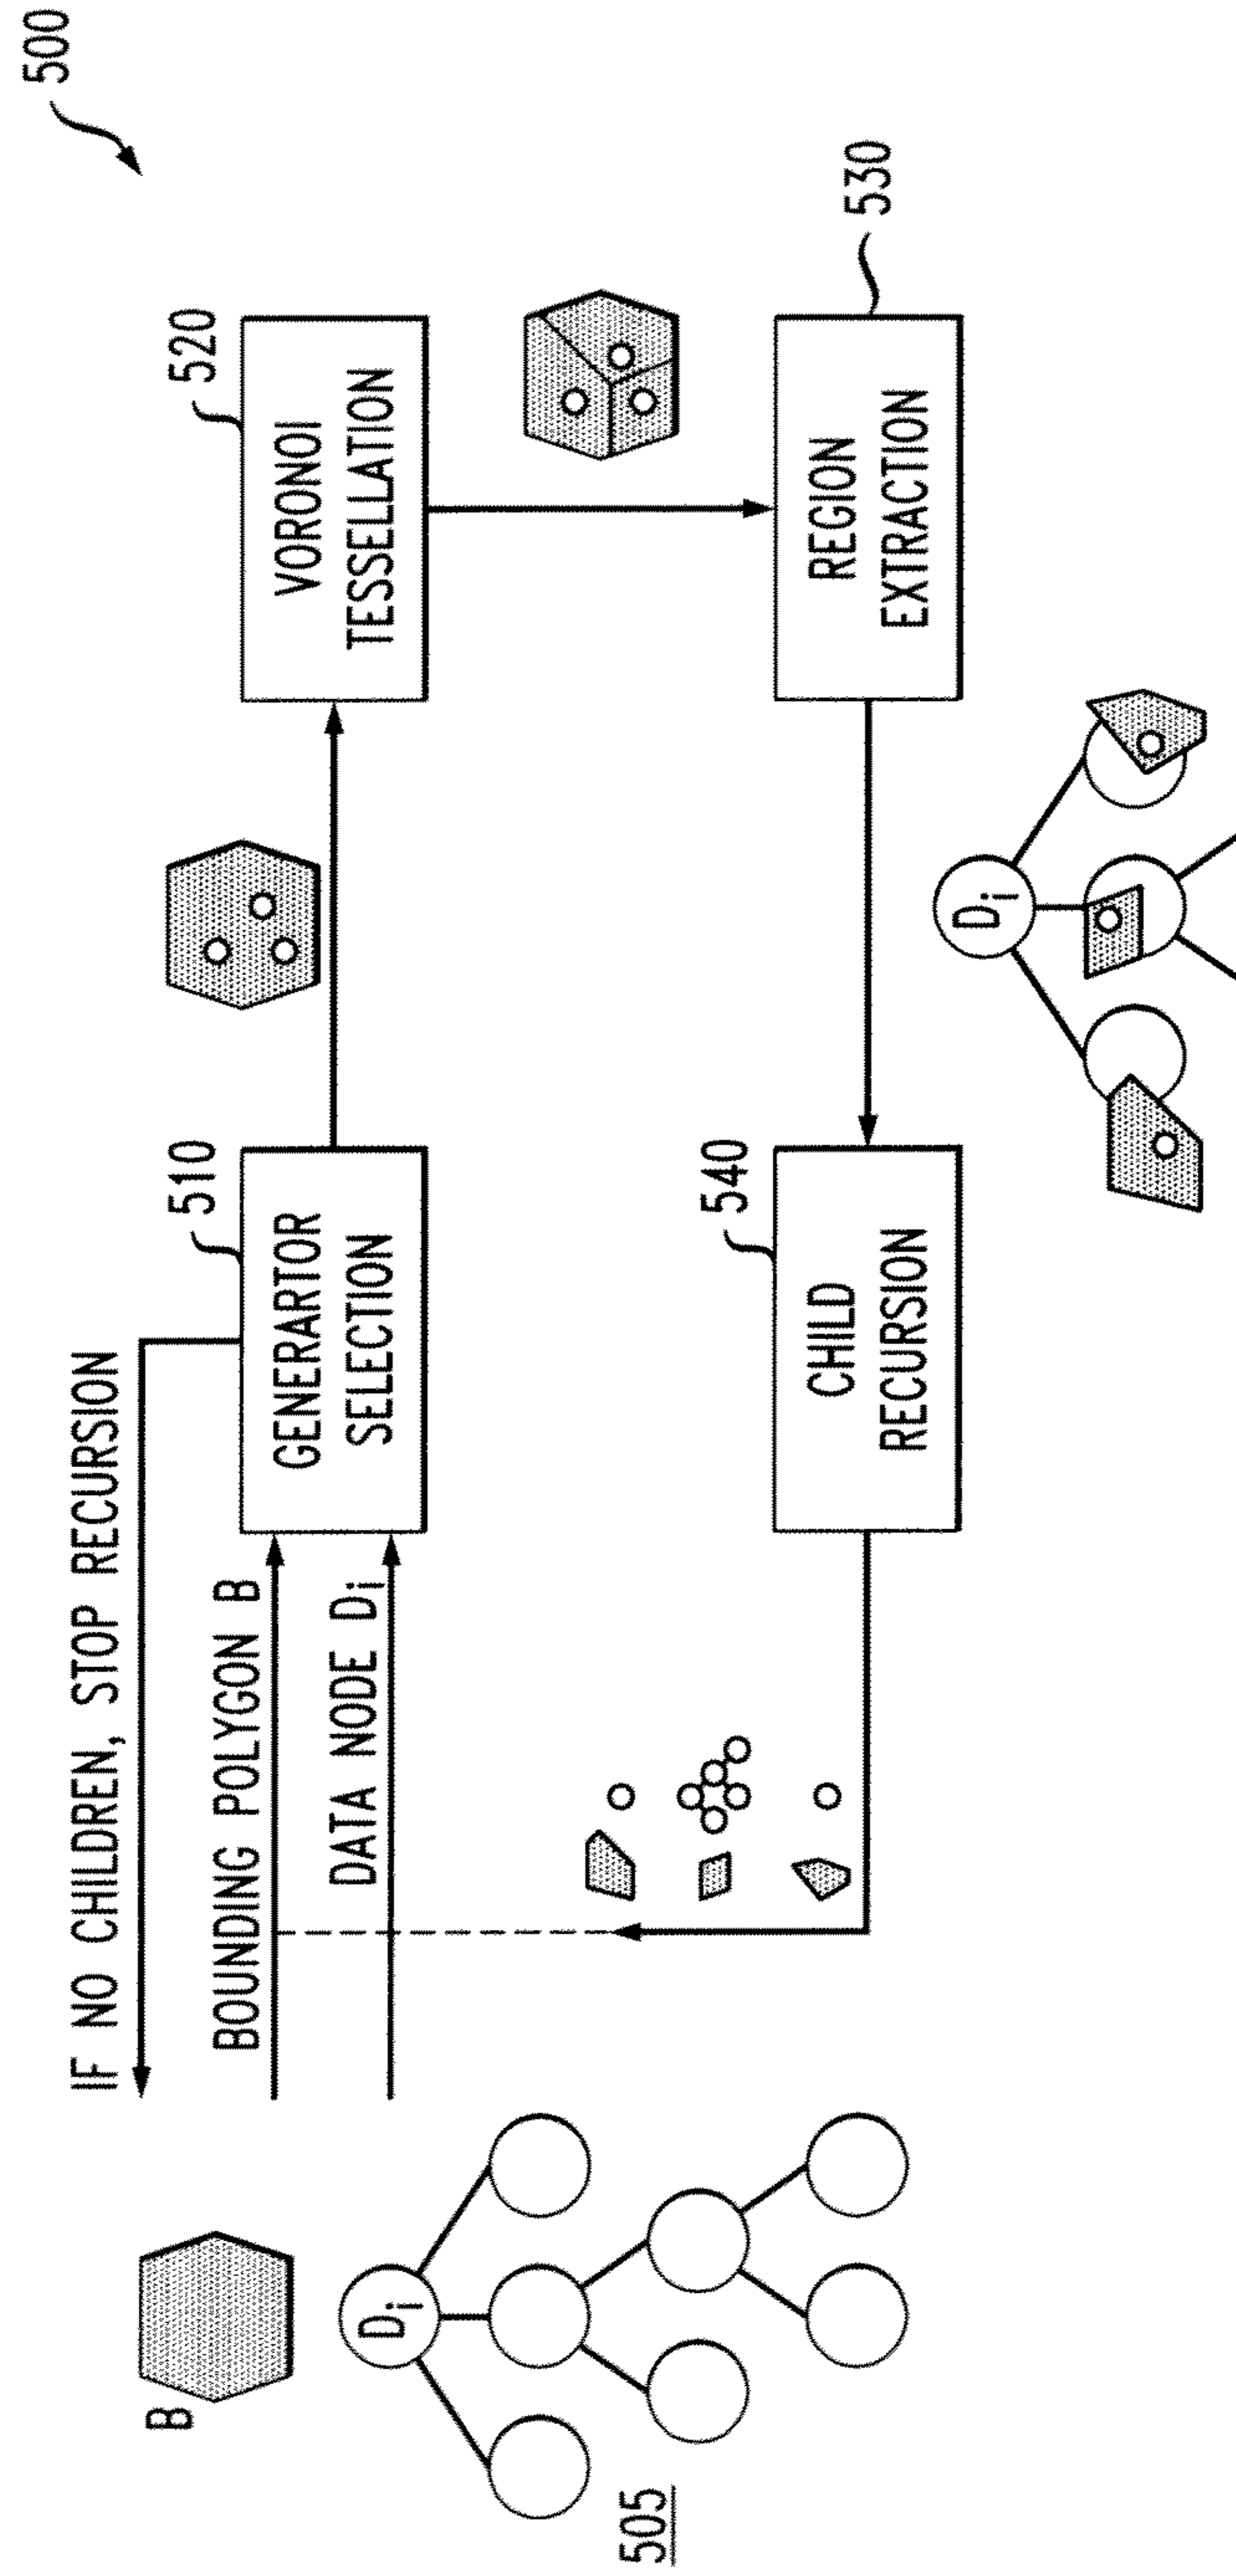 500
IF NO CHILDREN, STOP RECURSION
B
BOUNDING POLYGON B
DATA NODE Di
510
GENERARTOR
SELECTION
520
VORONOI
TESSELLATION
Di
505
540
CHILD
RECURSION
530
REGION
EXTRACTION
Di